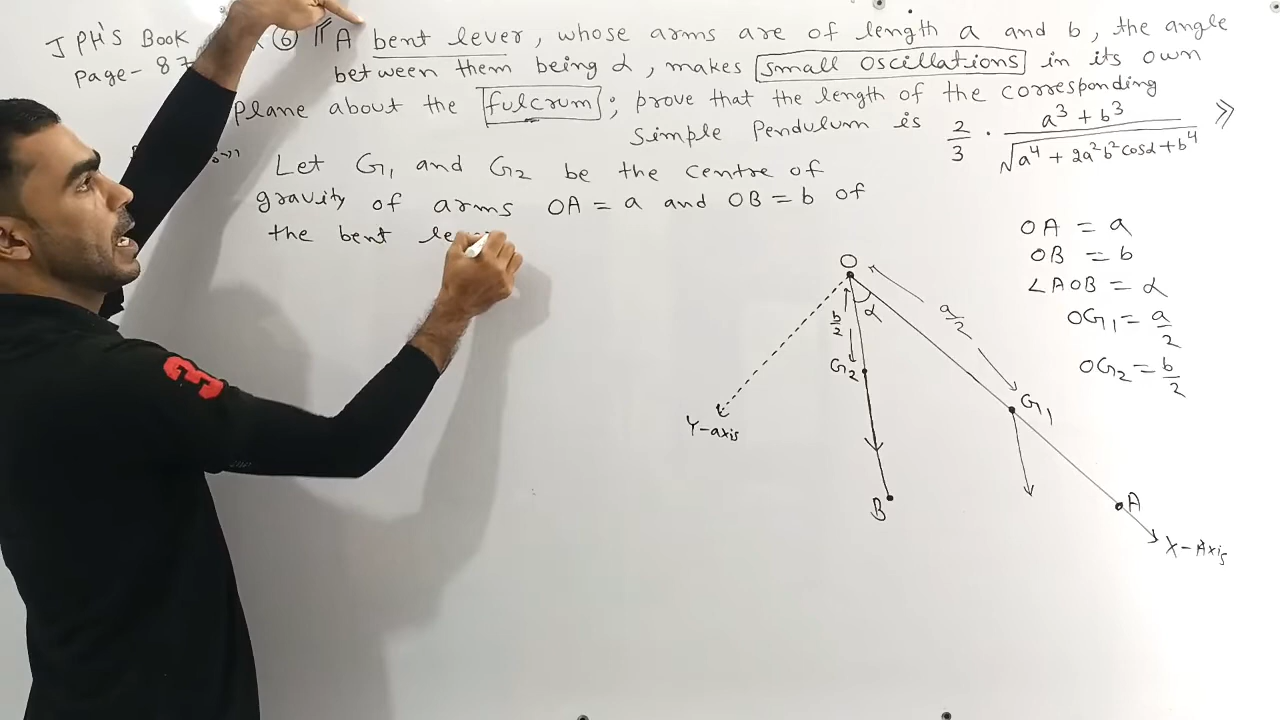 J PH'S Book
page - 87
⑥ A bent lever, whose arms are of length a and b, the angle
between them being α, makes small oscillations in its own
plane about the fulcrum; prove that the length of the corresponding
Simple Pendulum is 2/3 · (a³ + b³)/√(a⁴ + 2a²b² cosα + b⁴)
Let G₁ and G₂ be the centre of
gravity of arms OA = a and OB = b of
the bent le
OA = a
OB = b
∠AOB = α
OG₁ = a/2
OG₂ = b/2
O
α
b/2
a/2
G₂
G₁
Y-axis
B
A
X-Axis
3